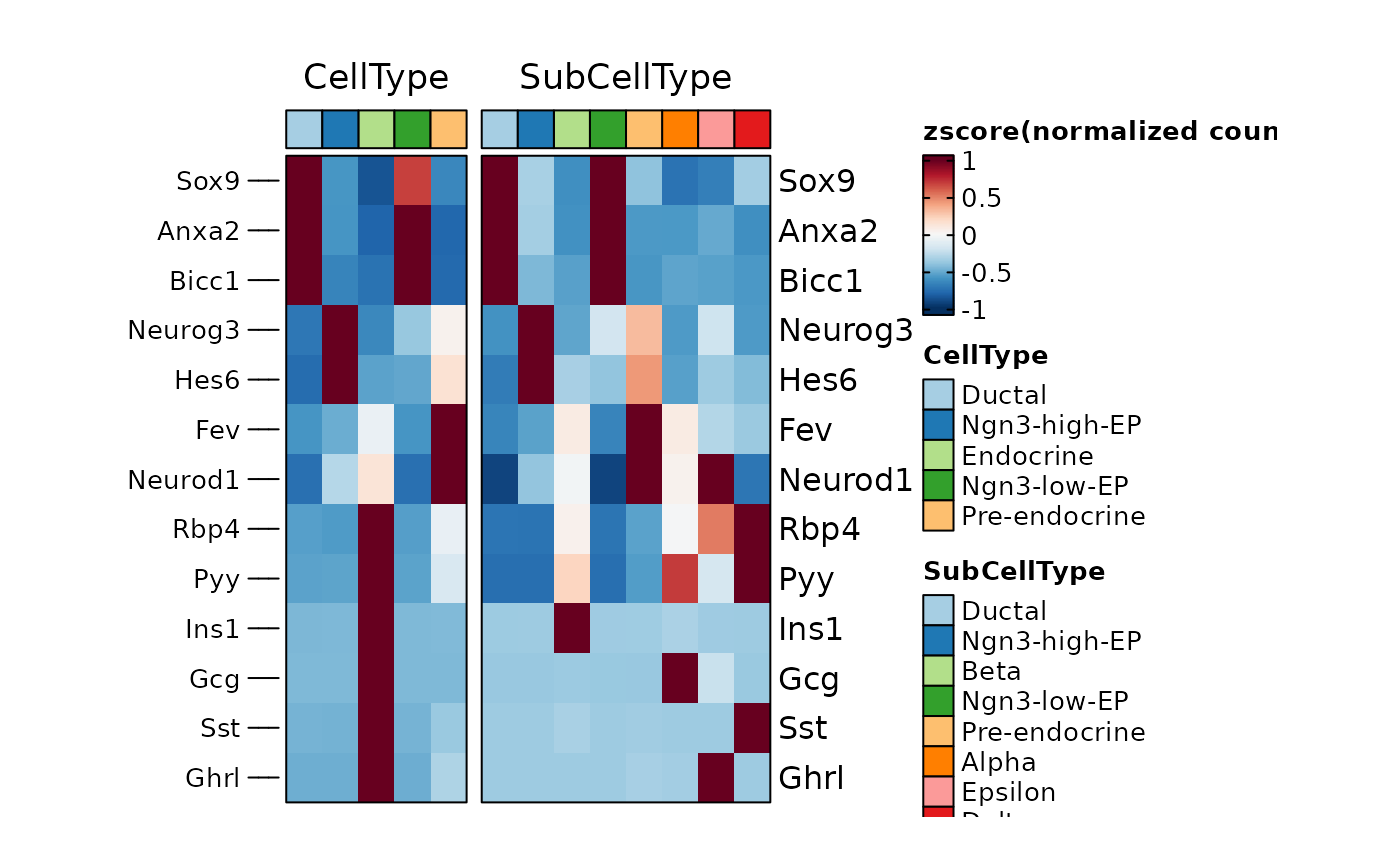 CellType
SubCellType
Sox9
Anxa2
Bicc1
Neurog3
Hes6
Fev
Neurod1
Rbp4
Pyy
Ins1
Gcg
Sst
Ghrl
Sox9
Anxa2
Bicc1
Neurog3
Hes6
Fev
Neurod1
Rbp4
Pyy
Ins1
Gcg
Sst
Ghrl
zscore(normalized coun
1
0.5
0
-0.5
-1
CellType
Ductal
Ngn3-high-EP
Endocrine
Ngn3-low-EP
Pre-endocrine
SubCellType
Ductal
Ngn3-high-EP
Beta
Ngn3-low-EP
Pre-endocrine
Alpha
Epsilon